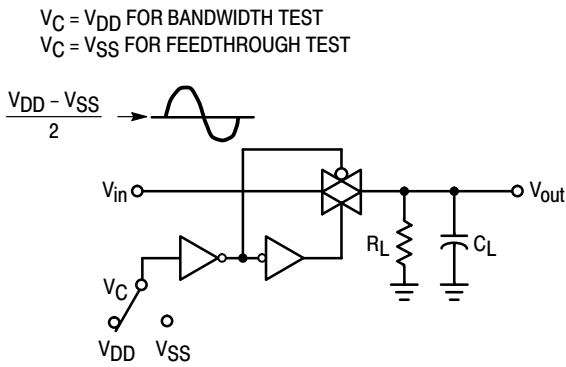 VC = VDD FOR BANDWIDTH TEST
VC = VSS FOR FEEDTHROUGH TEST
VDD – VSS
2
Vin
Vout
RL
CL
VC
VDD
VSS